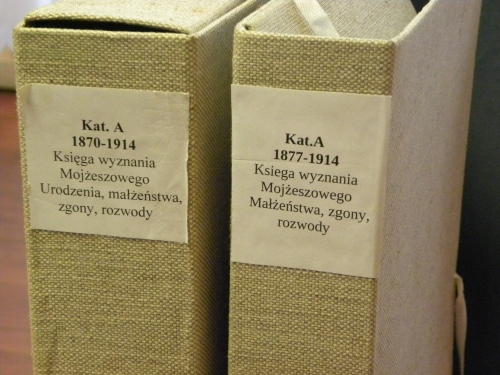 Kat. A
1870-1914
Księga wyznania
Mojżeszowego
Urodzenia, małżeństwa,
zgony, rozwody
Kat.A
1877-1914
Księga wyznania
Mojżeszowego
Małżeństwa, zgony,
rozwody